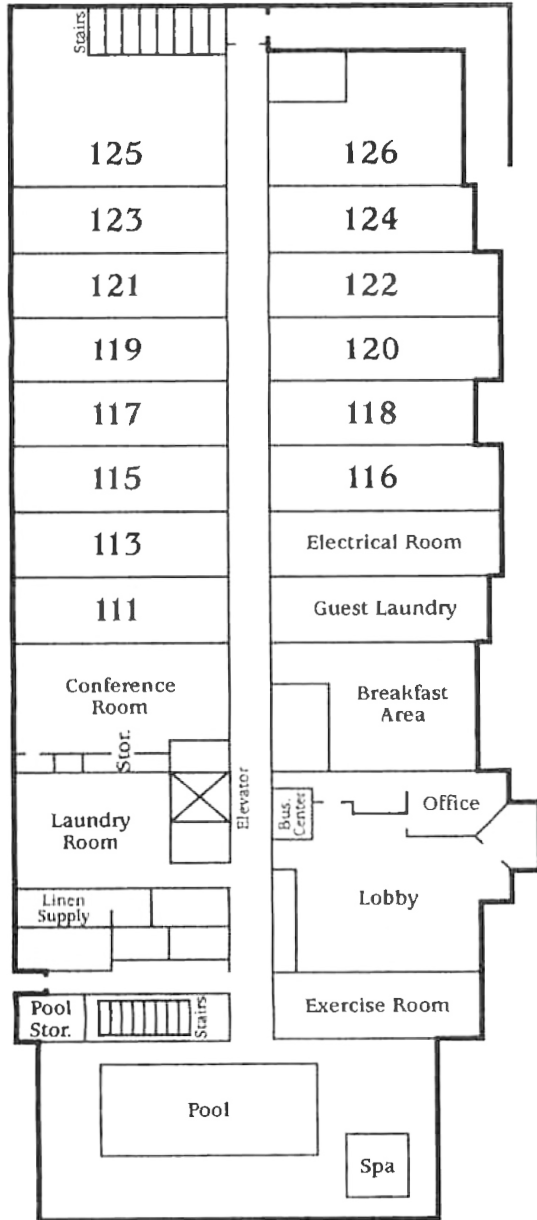 Stairs
125
126
123
124
121
122
119
120
117
118
115
116
113
Electrical Room
111
Guest Laundry
Conference
Room
Breakfast
Area
Stor.
Elevator
Office
Bus.
Center
Laundry
Room
Linen
Supply
Lobby
Pool
Stor.
Stairs
Exercise Room
Pool
Spa